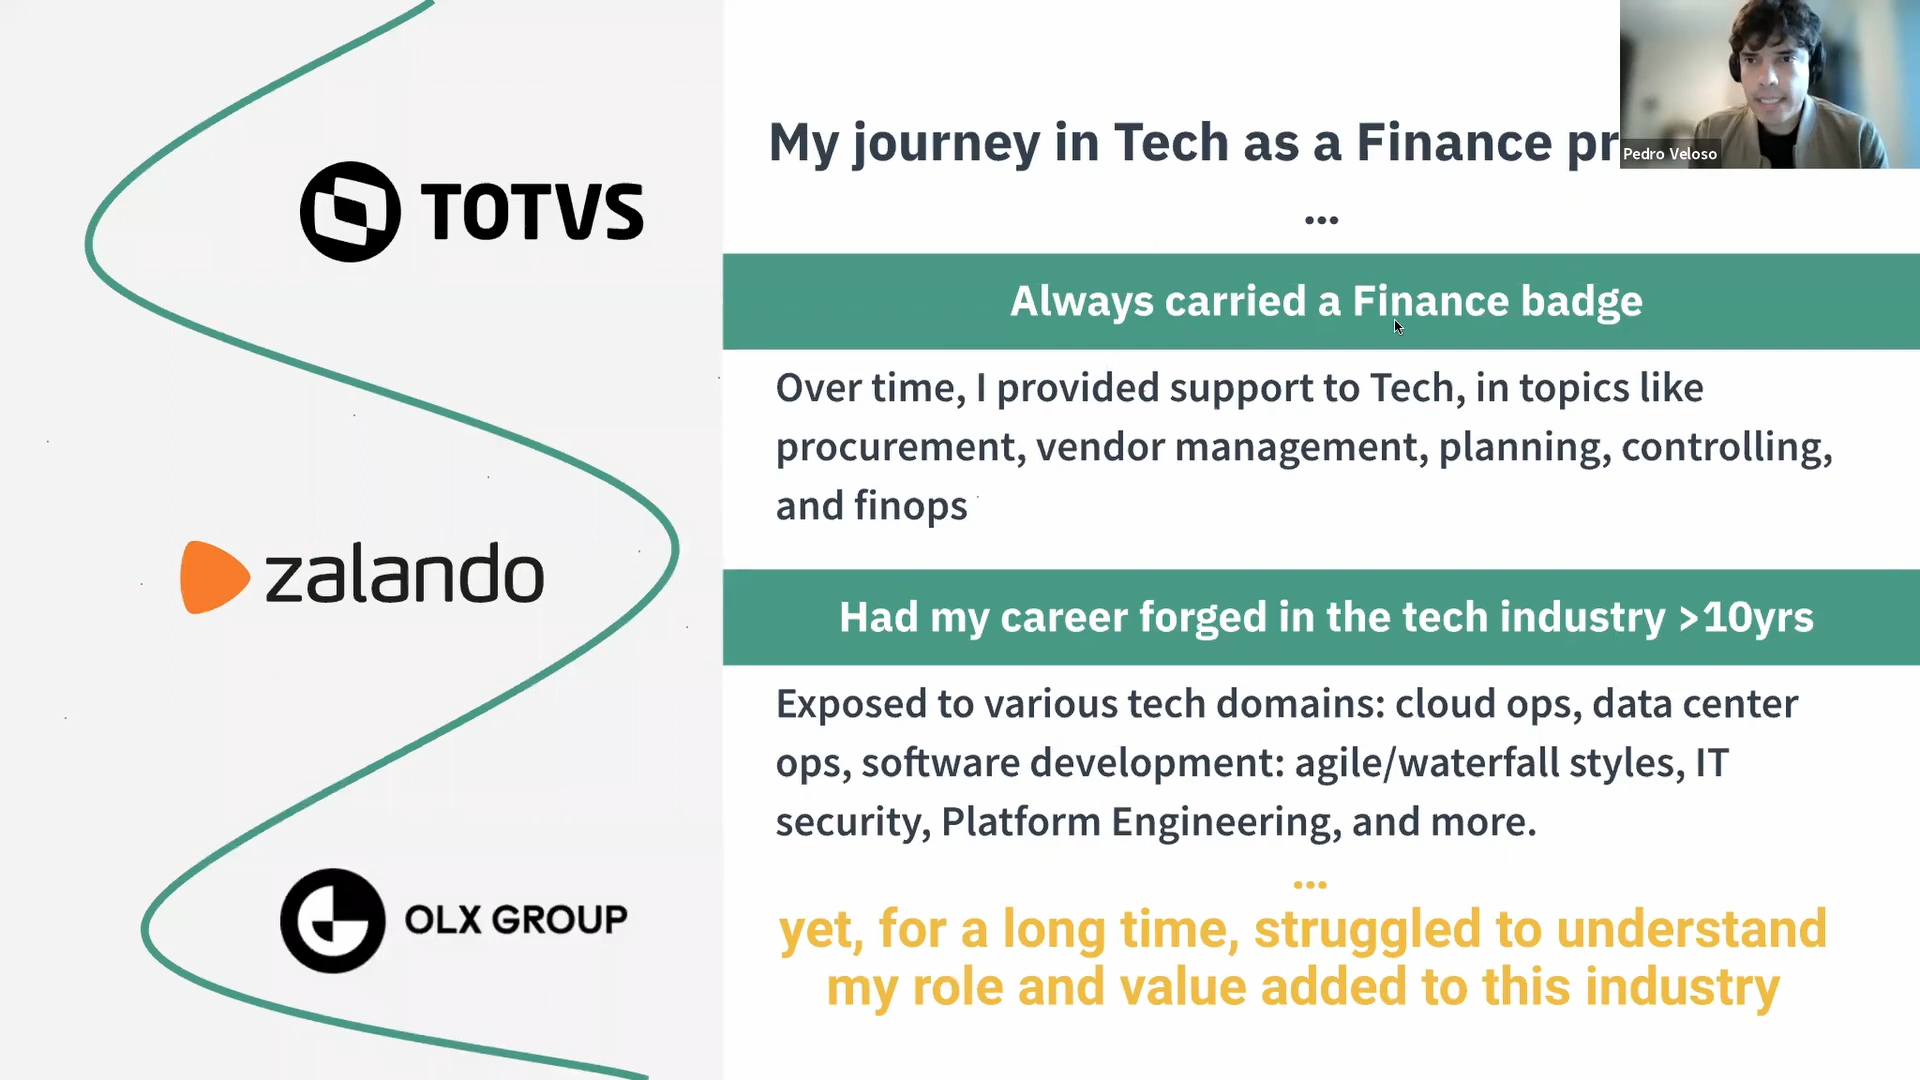 TOTVS
zalando
OLX GROUP
My journey in Tech as a Finance pr
...
Always carried a Finance badge
Over time, I provided support to Tech, in topics like
procurement, vendor management, planning, controlling,
and finops
Had my career forged in the tech industry >10yrs
Exposed to various tech domains: cloud ops, data center
ops, software development: agile/waterfall styles, IT
security, Platform Engineering, and more.
...
yet, for a long time, struggled to understand
my role and value added to this industry
Pedro Veloso